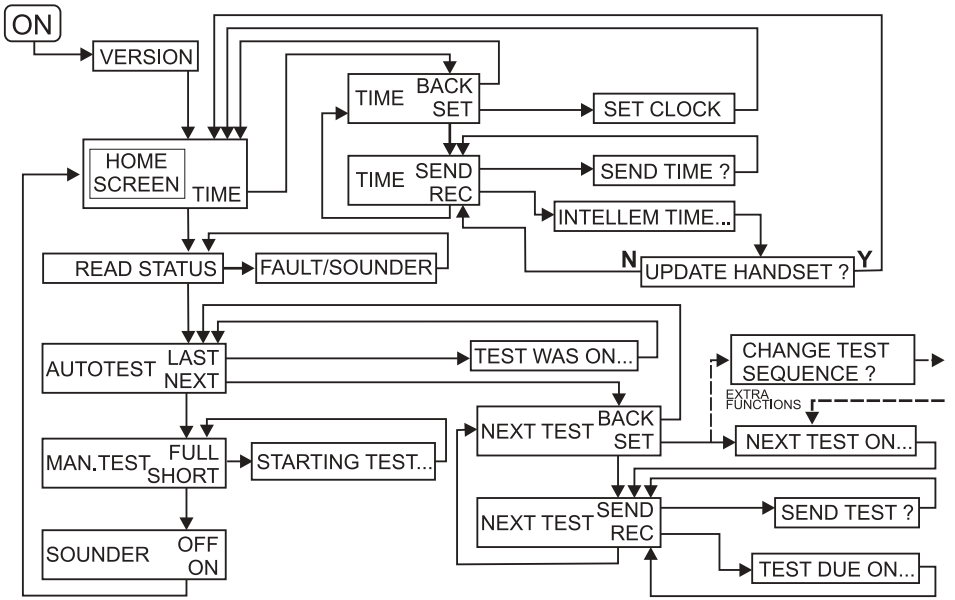 ON
VERSION
HOME
SCREEN
TIME
TIME
BACK
SET
SET CLOCK
TIME
SEND
REC
SEND TIME ?
INTELLEM TIME...
N
UPDATE HANDSET ?
Y
READ STATUS
FAULT/SOUNDER
AUTOTEST
LAST
NEXT
TEST WAS ON...
CHANGE TEST
SEQUENCE ?
EXTRA
FUNCTIONS
NEXT TEST
BACK
SET
NEXT TEST ON...
MAN.TEST
FULL
SHORT
STARTING TEST...
NEXT TEST
SEND
REC
SEND TEST ?
SOUNDER
OFF
ON
TEST DUE ON...